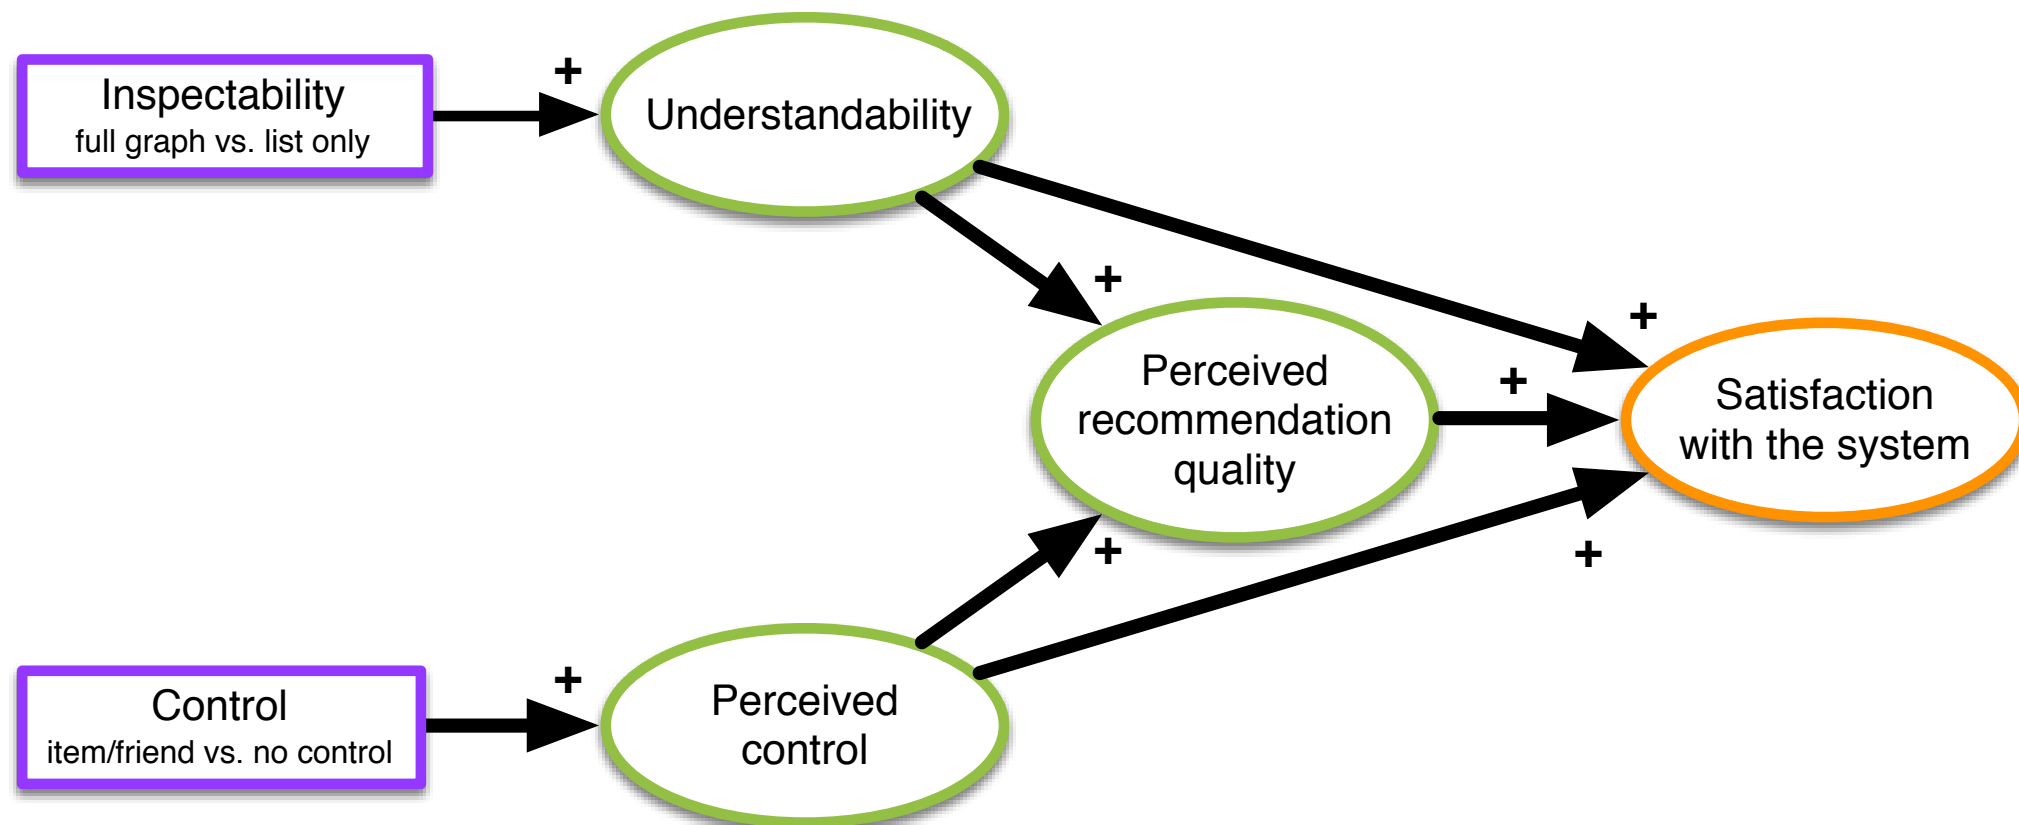 Inspectability
full graph vs. list only
+
Understandability
+
+
Perceived
recommendation
quality
+
Satisfaction
with the system
+
+
Control
item/friend vs. no control
+
Perceived
control